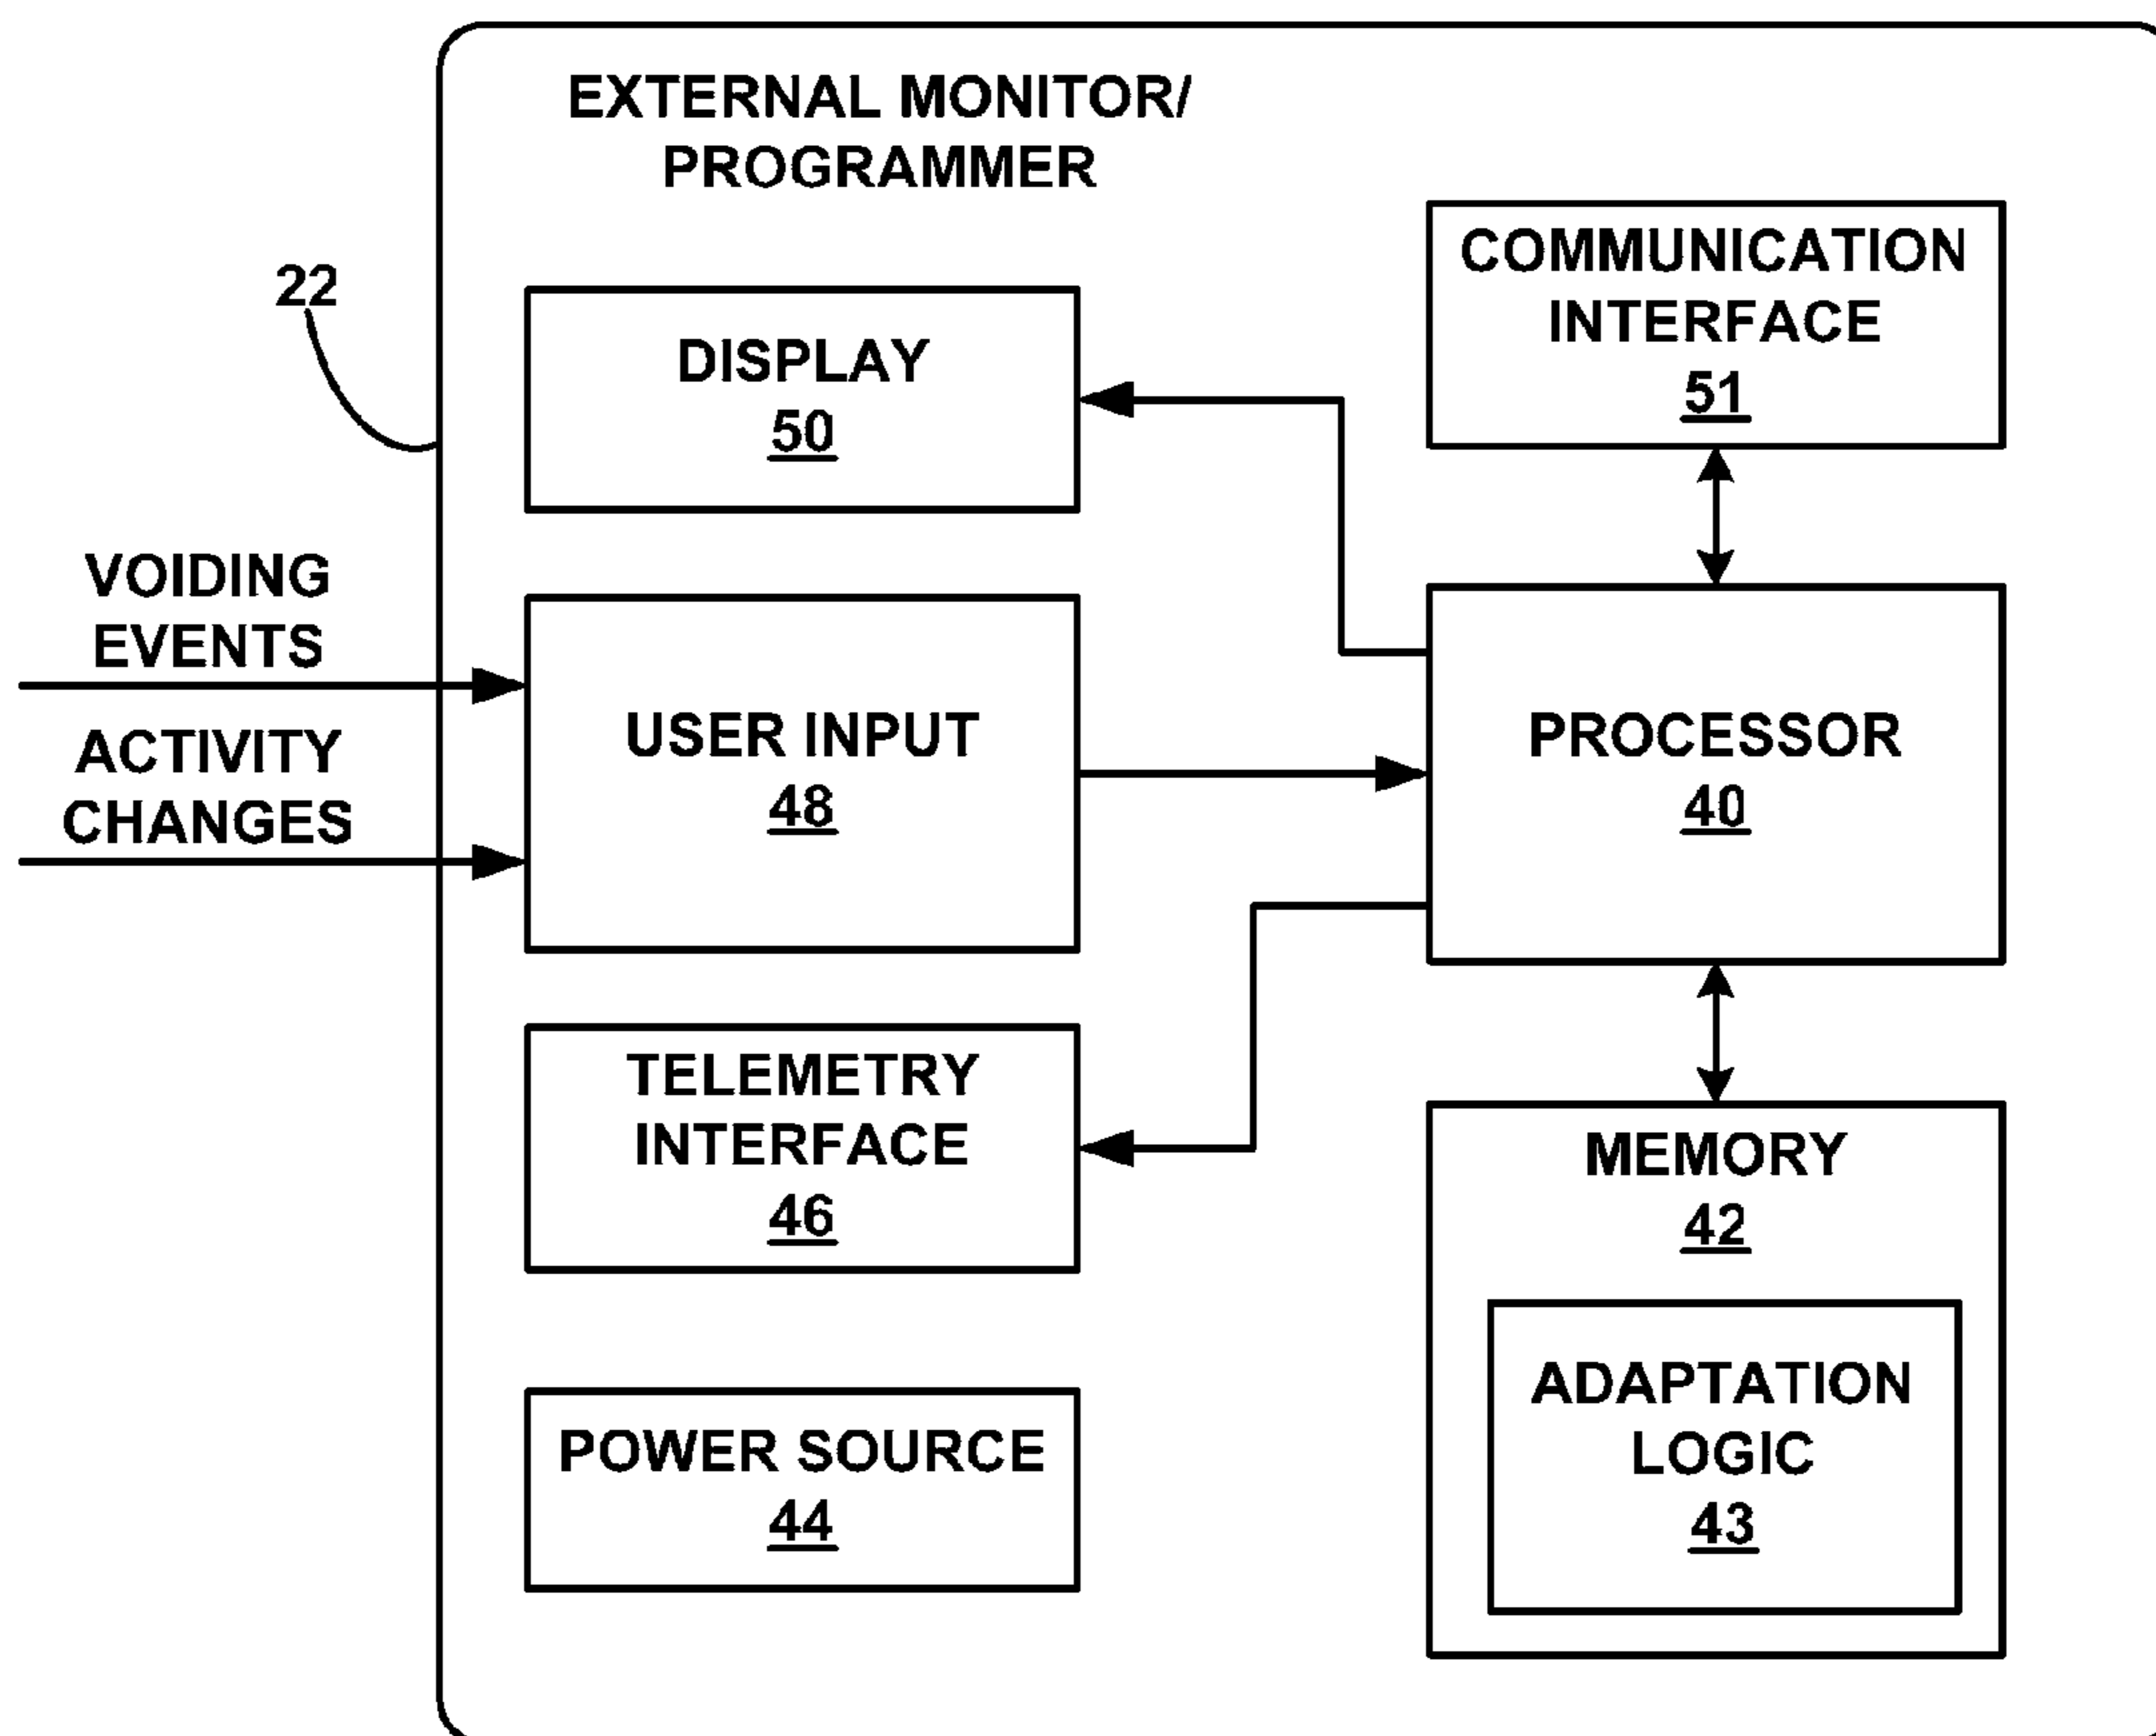 EXTERNAL MONITOR/
PROGRAMMER
22
DISPLAY
50
COMMUNICATION
INTERFACE
51
VOIDING
EVENTS
ACTIVITY
CHANGES
USER INPUT
48
PROCESSOR
40
TELEMETRY
INTERFACE
46
MEMORY
42
ADAPTATION
LOGIC
43
POWER SOURCE
44